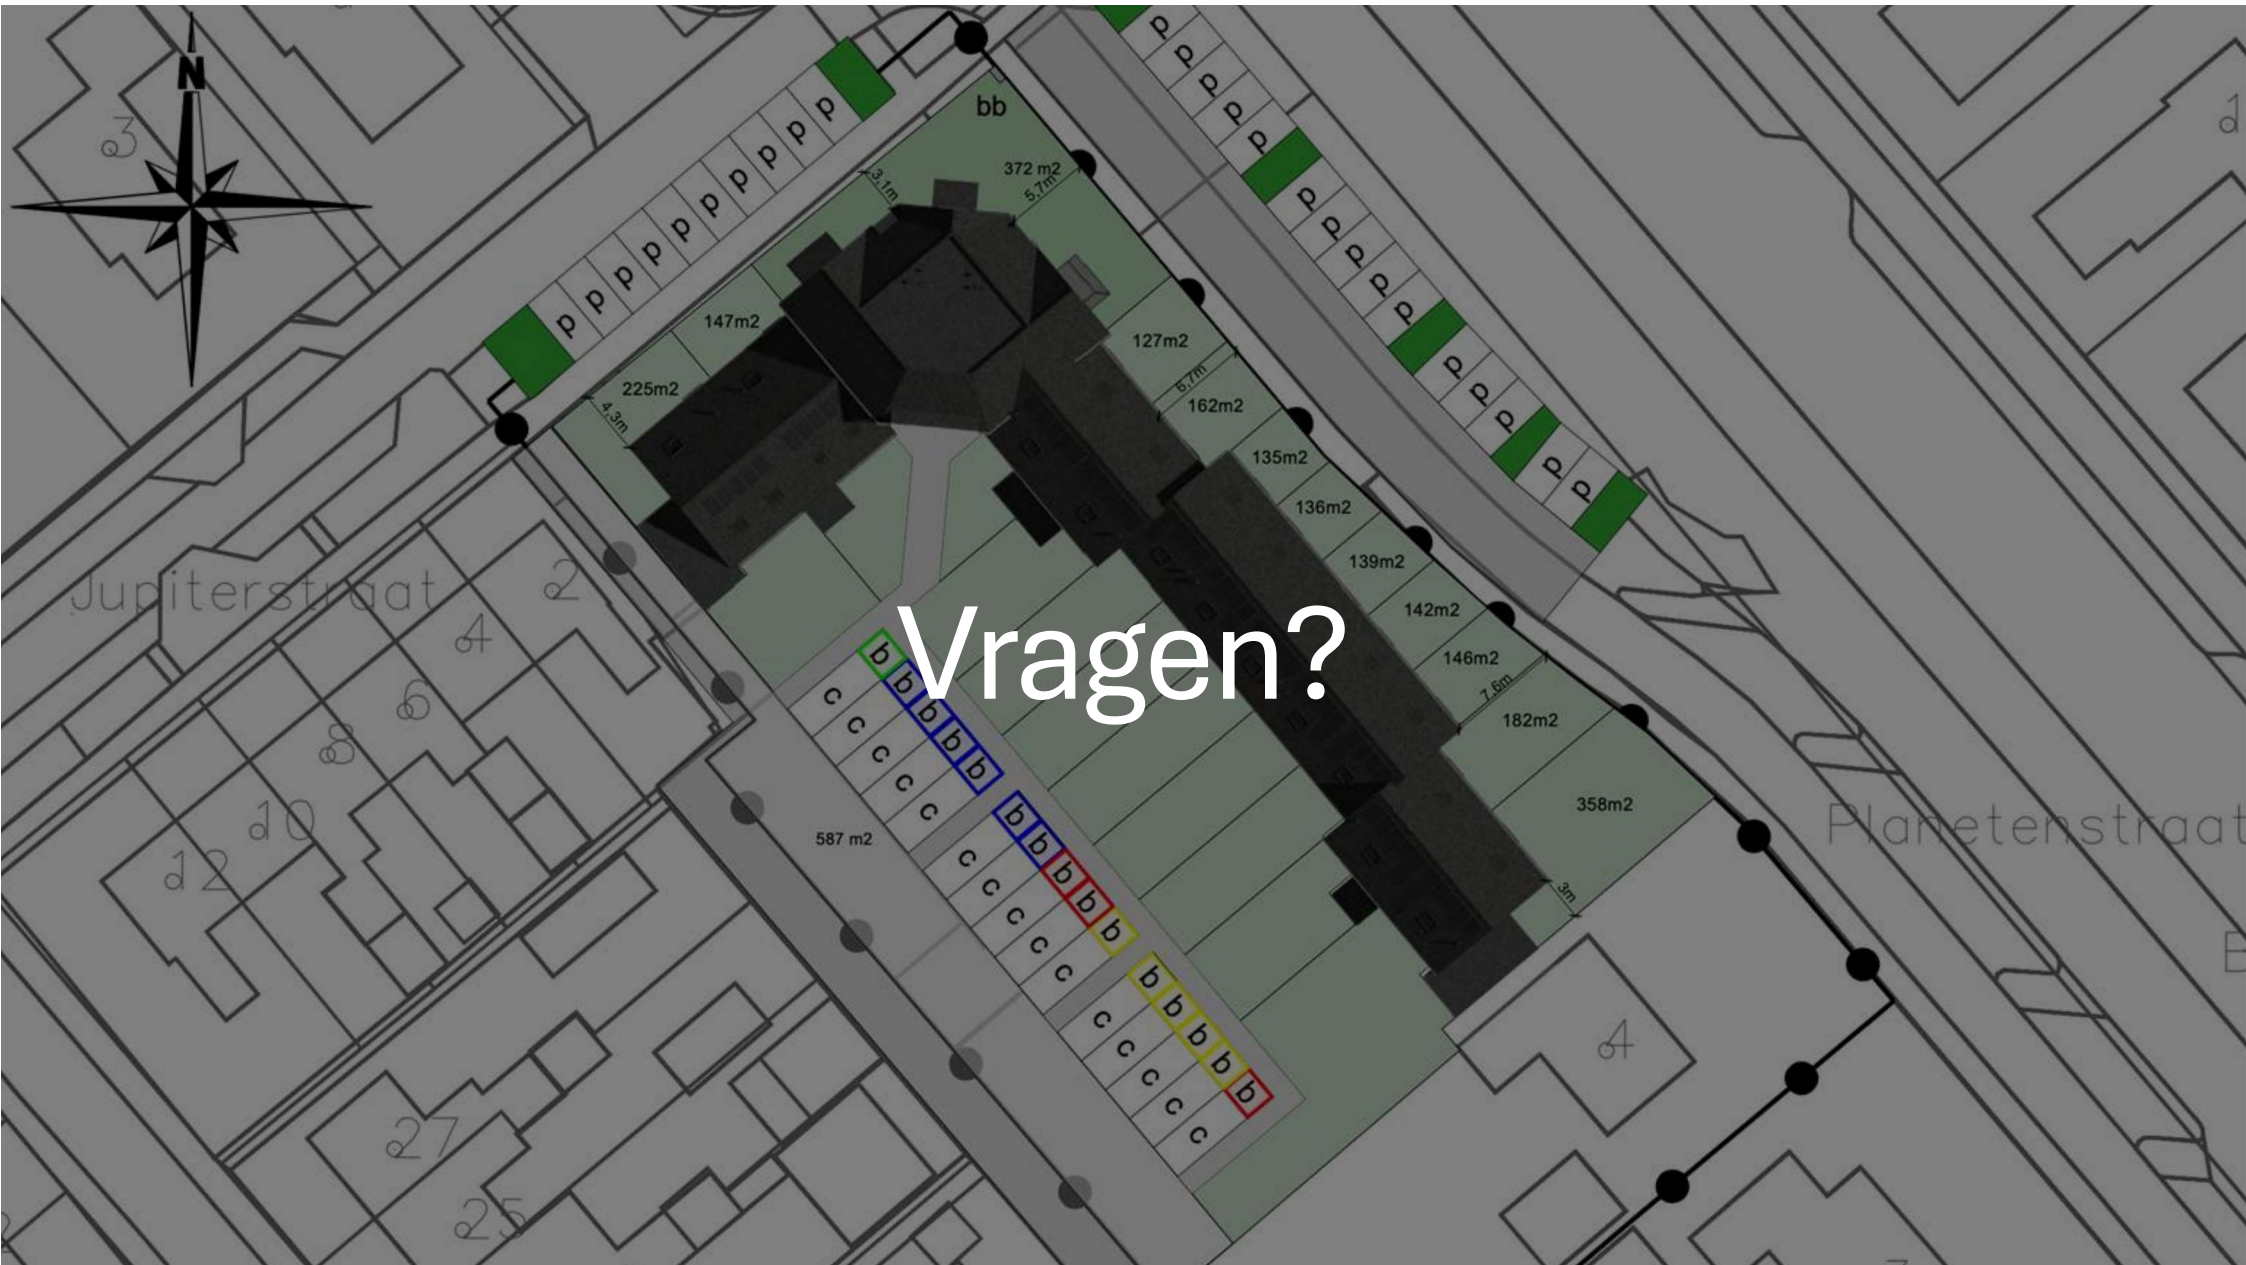 N
3
p p p p p p p p p p
bb
372 m2
3,1m
5,7m
p p p p p
p p p p p
p p p
p p
147m2
225m2
4,3m
127m2
6,7m
162m2
135m2
136m2
139m2
142m2
146m2
7,6m
182m2
358m2
3m
Jupiterstraat
2
4
6
8
10
12
Vragen?
b b b b b
c c c c c
b b b b b
c c c c c
b b b b b
c c c c c
587 m2
Planetenstraat
4
27
25